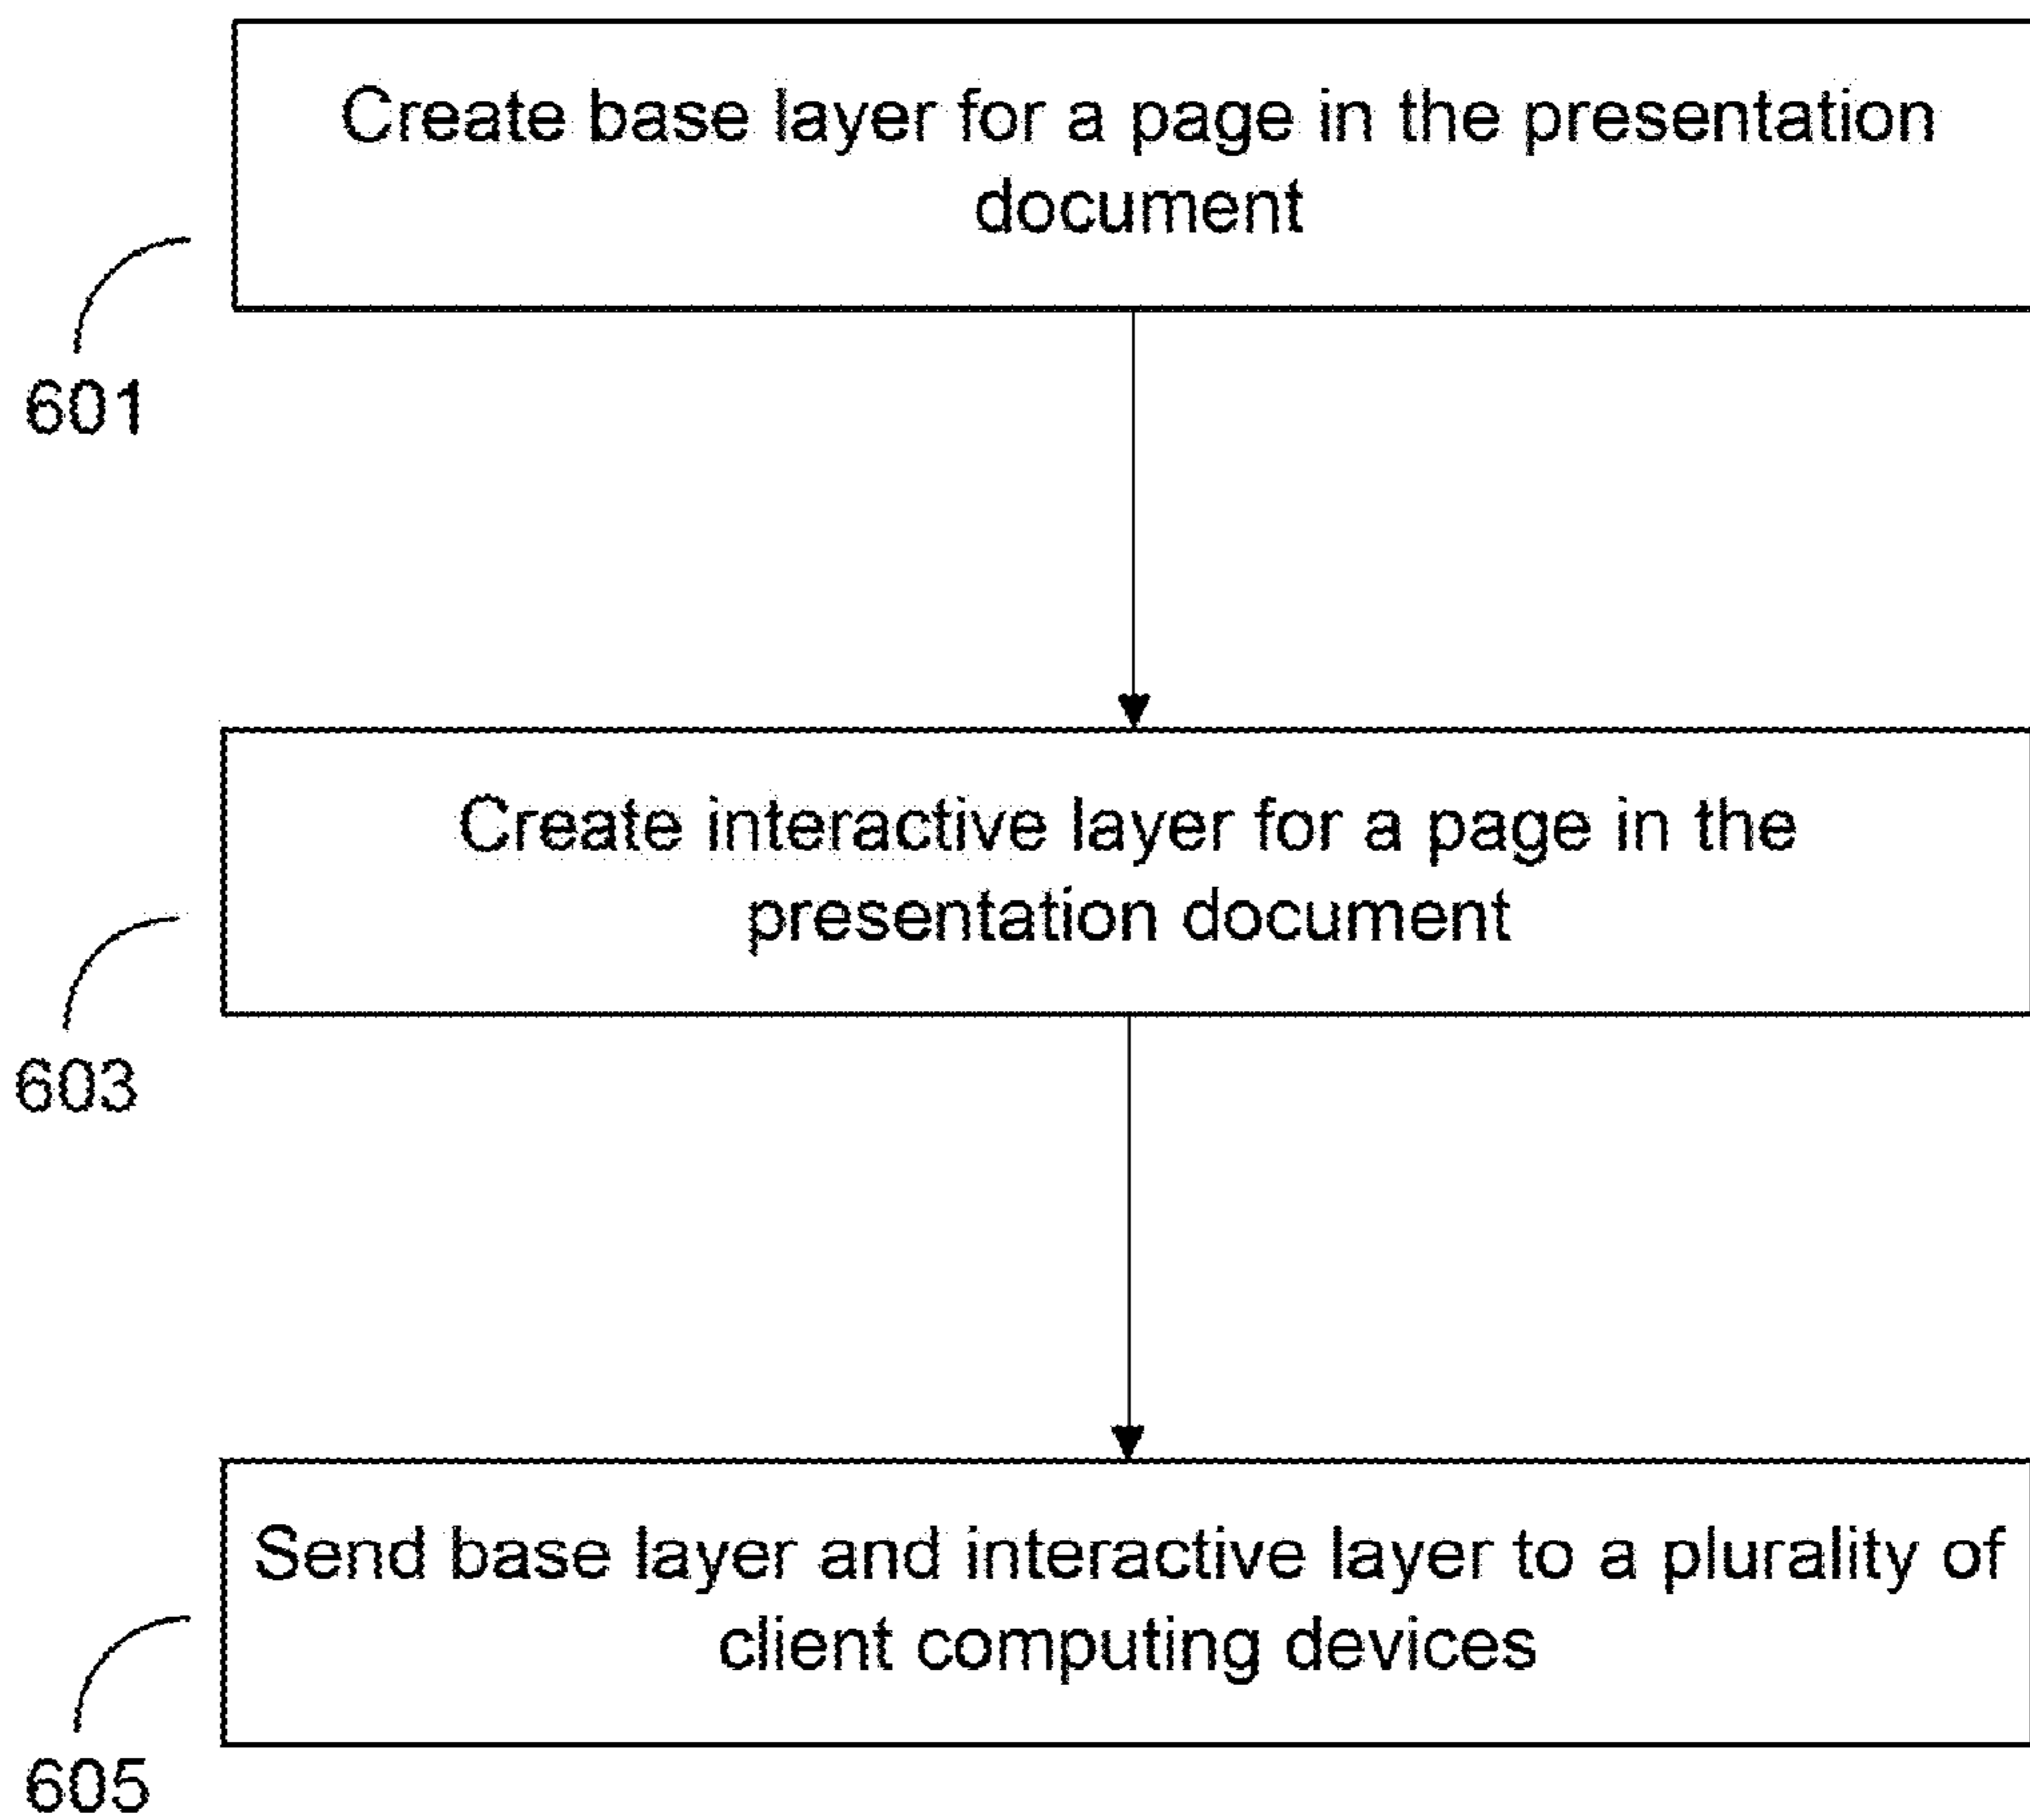 Create base layer for a page in the presentation
document
601
Create interactive layer for a page in the
presentation document
603
Send base layer and interactive layer to a plurality of
client computing devices
605